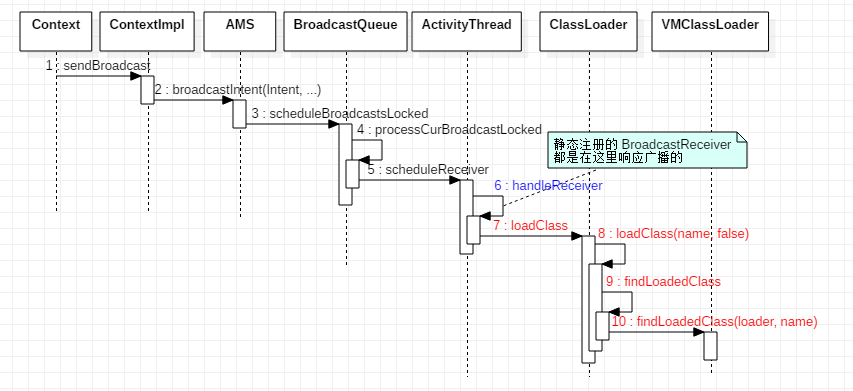 Context ContextImpl AMS BroadcastQueue ActivityThread ClassLoader VMClassLoader
1 : sendBroadcast
2 : broadcastIntent(Intent, ...)
3 : scheduleBroadcastsLocked
4 : processCurBroadcastLocked
静态注册的 BroadcastReceiver
都是在这里响应广播的
5 : scheduleReceiver
6 : handleReceiver
7 : loadClass
8 : loadClass(name, false)
9 : findLoadedClass
10 : findLoadedClass(loader, name)